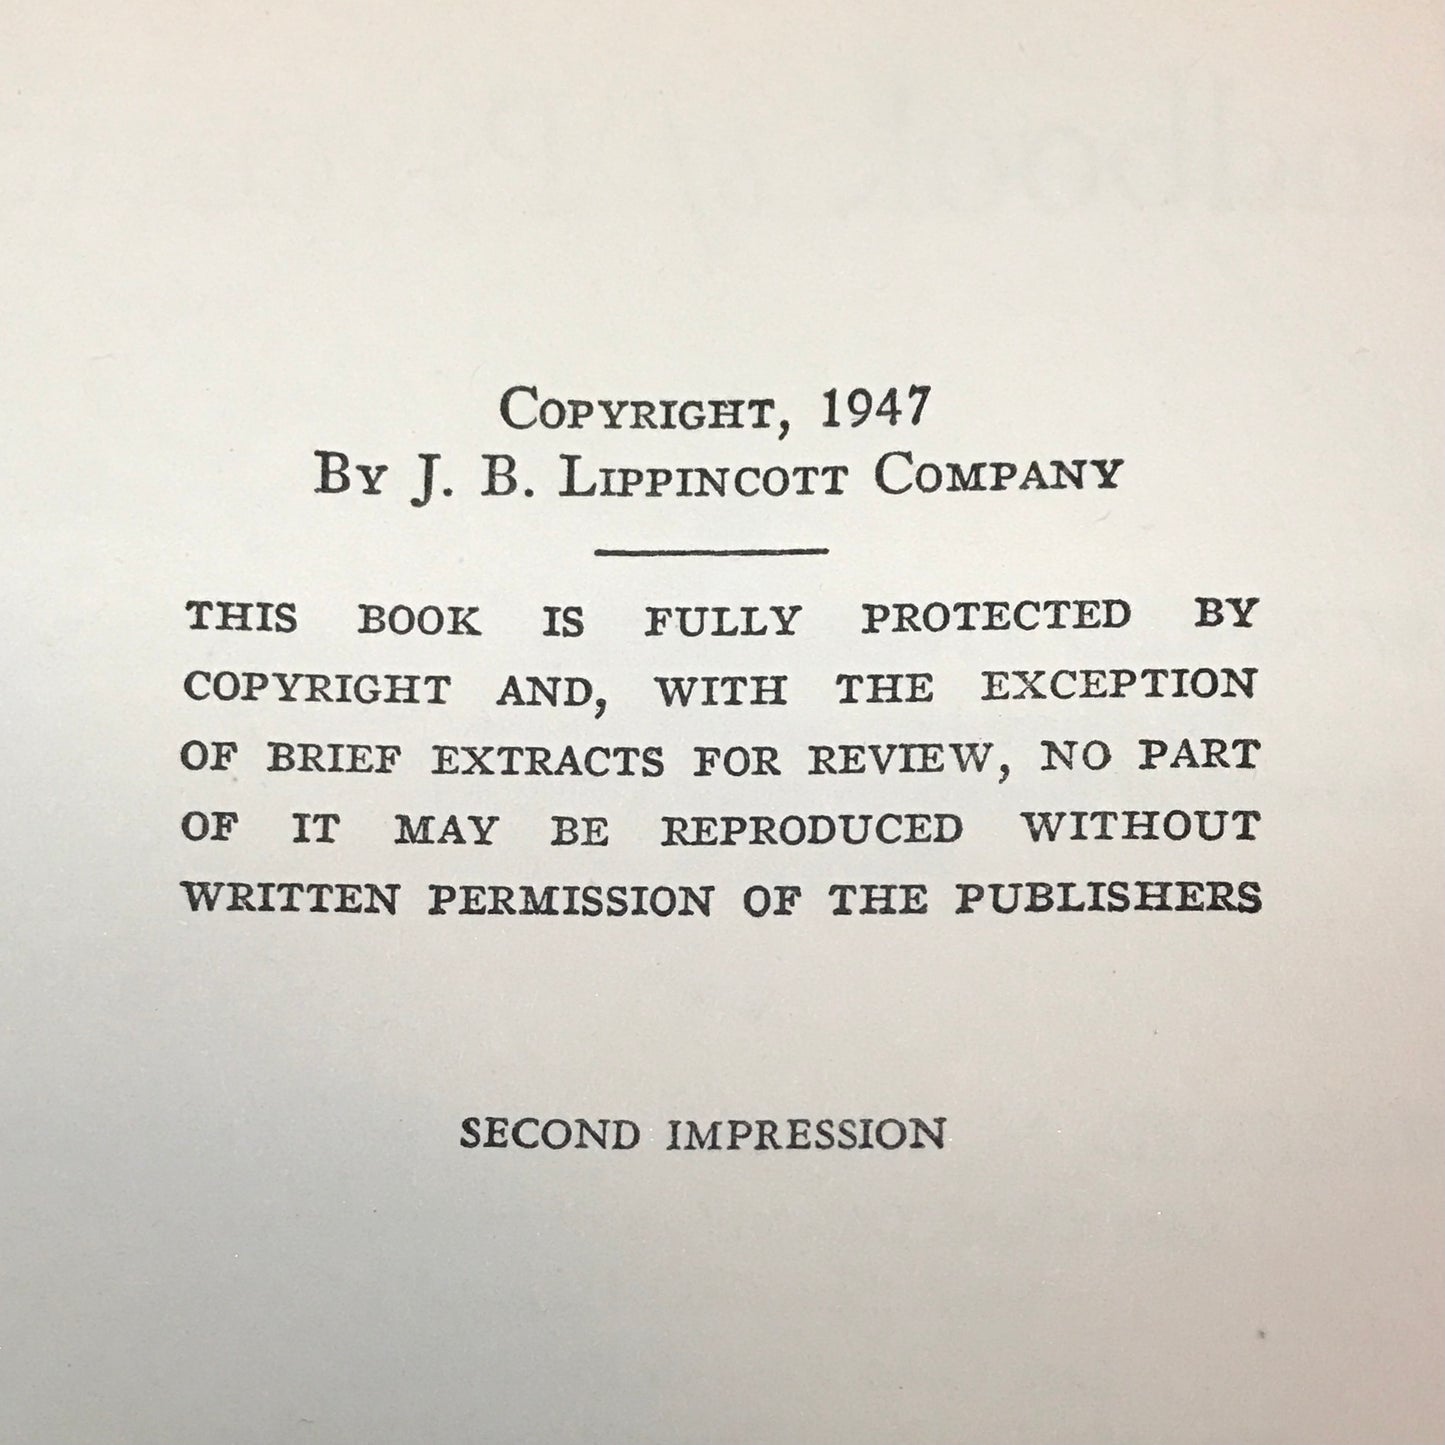 Copyright, 1947
By J. B. Lippincott Company
THIS BOOK IS FULLY PROTECTED BY
COPYRIGHT AND, WITH THE EXCEPTION
OF BRIEF EXTRACTS FOR REVIEW, NO PART
OF IT MAY BE REPRODUCED WITHOUT
WRITTEN PERMISSION OF THE PUBLISHERS
SECOND IMPRESSION